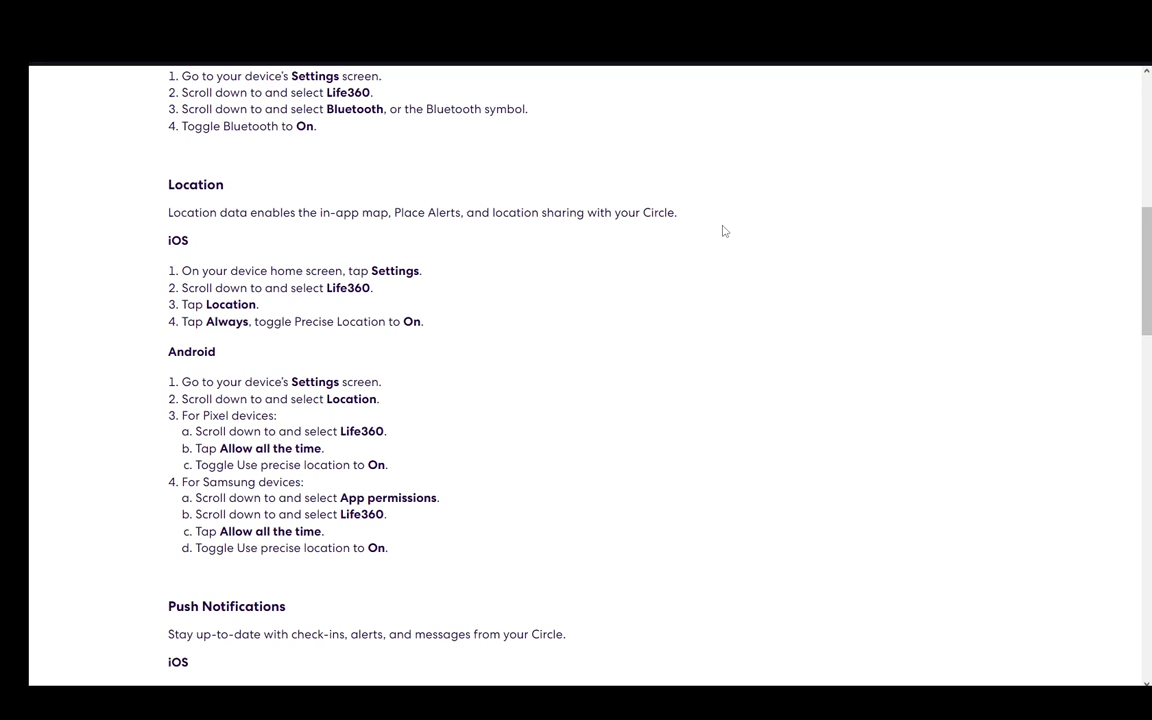 1. Go to your device's Settings screen.
2. Scroll down to and select Life360.
3. Scroll down to and select Bluetooth, or the Bluetooth symbol.
4. Toggle Bluetooth to On.
Location
Location data enables the in-app map, Place Alerts, and location sharing with your Circle.
iOS
1. On your device home screen, tap Settings.
2. Scroll down to and select Life360.
3. Tap Location.
4. Tap Always, toggle Precise Location to On.
Android
1. Go to your device's Settings screen.
2. Scroll down to and select Location.
3. For Pixel devices:
a. Scroll down to and select Life360.
b. Tap Allow all the time.
c. Toggle Use precise location to On.
4. For Samsung devices:
a. Scroll down to and select App permissions.
b. Scroll down to and select Life360.
c. Tap Allow all the time.
d. Toggle Use precise location to On.
Push Notifications
Stay up-to-date with check-ins, alerts, and messages from your Circle.
iOS